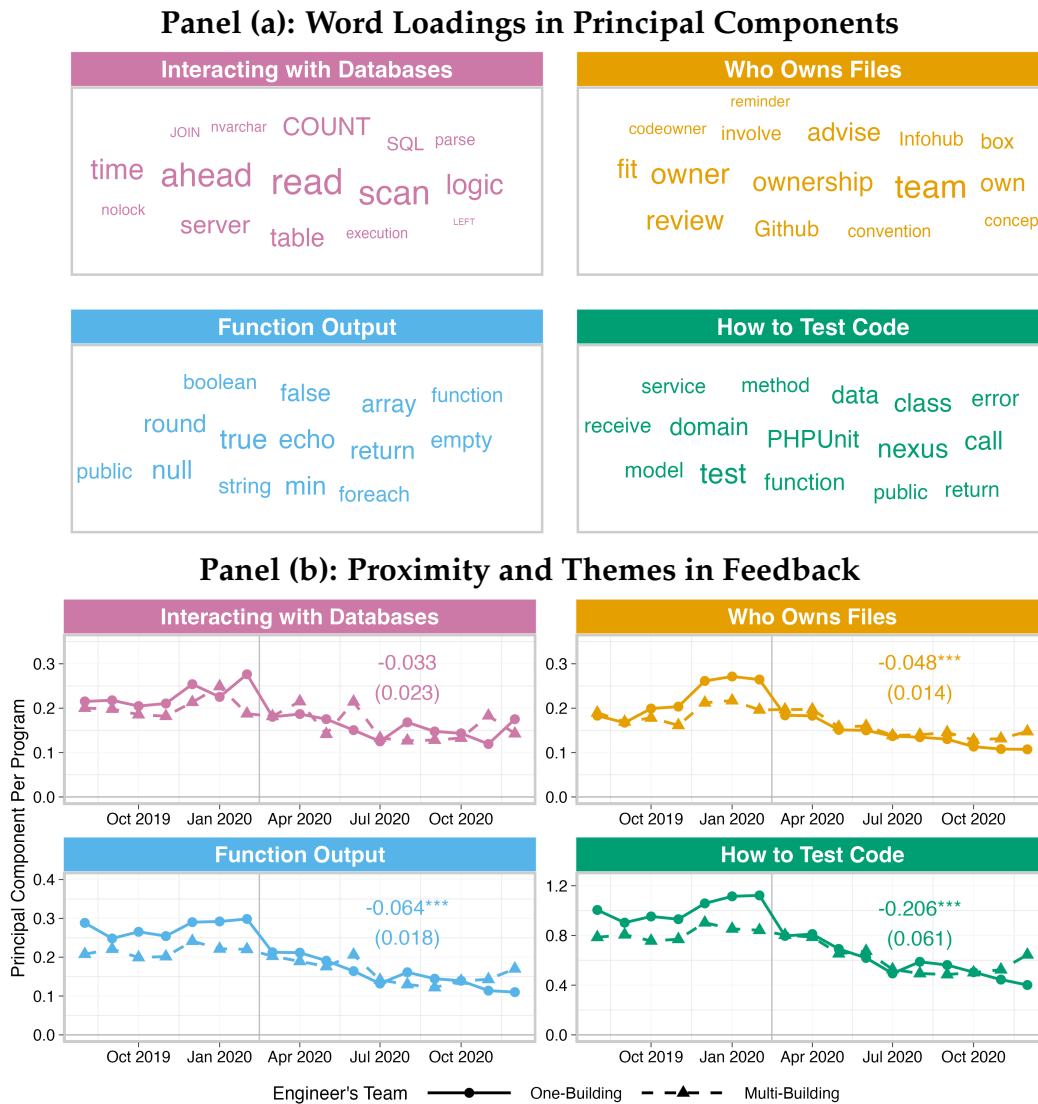 Panel (a): Word Loadings in Principal Components
Interacting with Databases
JOIN nvarchar COUNT SQL parse
time ahead read scan logic
nolock server table execution LEFT
Who Owns Files
reminder
codeowner involve advise Infohub box
fit owner ownership team own
review Github convention concep
Function Output
boolean false array function
round true echo return empty
public null string min foreach
How to Test Code
service method data class error
receive domain PHPUnit nexus call
model test function public return
Panel (b): Proximity and Themes in Feedback
Principal Component Per Program
Interacting with Databases
-0.033
(0.023)
0.3
0.2
0.1
0.0
Oct 2019 Jan 2020 Apr 2020 Jul 2020 Oct 2020
Who Owns Files
-0.048***
(0.014)
0.3
0.2
0.1
0.0
Oct 2019 Jan 2020 Apr 2020 Jul 2020 Oct 2020
Function Output
-0.064***
(0.018)
0.4
0.3
0.2
0.1
0.0
Oct 2019 Jan 2020 Apr 2020 Jul 2020 Oct 2020
How to Test Code
-0.206***
(0.061)
1.2
0.8
0.4
0.0
Oct 2019 Jan 2020 Apr 2020 Jul 2020 Oct 2020
Engineer's Team One-Building Multi-Building